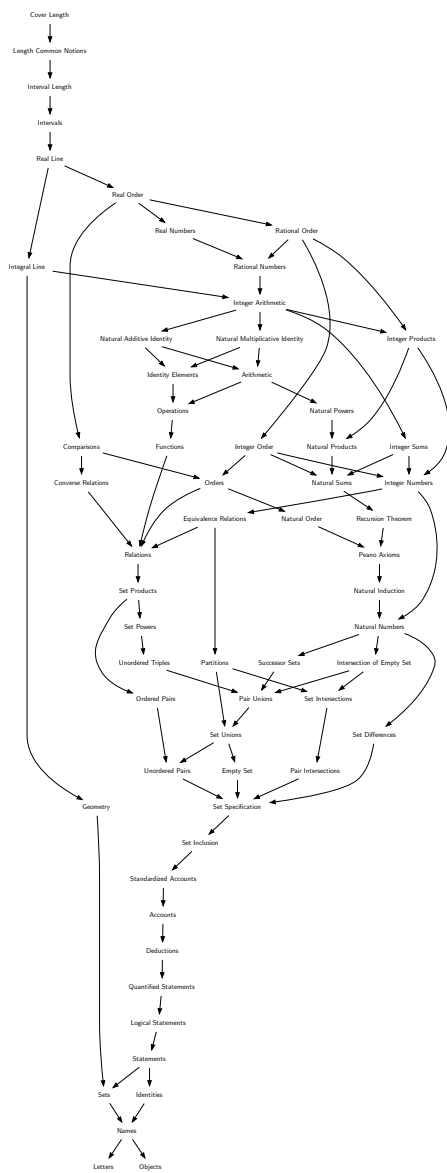 Cover Length
Length Common Notions
Interval Length
Intervals
Real Line
Real Order
Real Numbers
Rational Order
Integral Line
Rational Numbers
Integer Arithmetic
Natural Additive Identity
Natural Multiplicative Identity
Integer Products
Identity Elements
Arithmetic
Operations
Natural Powers
Comparisons
Functions
Integer Order
Natural Products
Integer Sums
Converse Relations
Orders
Natural Sums
Integer Numbers
Equivalence Relations
Natural Order
Recursion Theorem
Relations
Peano Axioms
Set Products
Natural Induction
Set Powers
Natural Numbers
Unordered Triples
Partitions
Successor Sets
Intersection of Empty Set
Ordered Pairs
Pair Unions
Set Intersections
Set Unions
Set Differences
Unordered Pairs
Empty Set
Pair Intersections
Geometry
Set Specification
Set Inclusion
Standardized Accounts
Accounts
Deductions
Quantified Statements
Logical Statements
Statements
Sets
Identities
Names
Letters
Objects